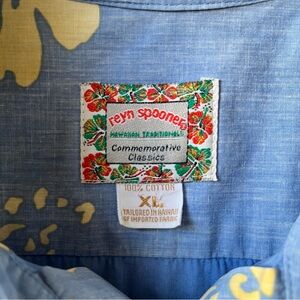 reyn spooner
HAWAIIAN TRADITIONALS
Commemorative
Classics
100% COTTON
XL
TAILORED IN HAWAII
OF IMPORTED FABRIC